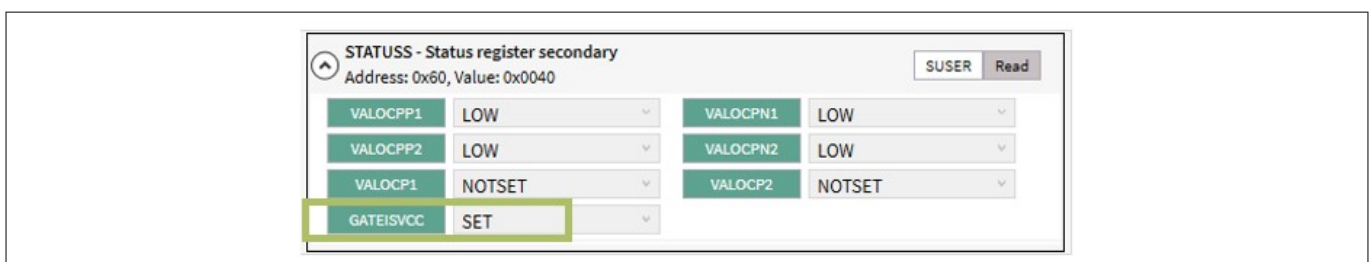 STATUSS - Status register secondary
Address: 0x60, Value: 0x0040
SUSER Read
VALOCPP1 LOW VALOCPN1 LOW
VALOCPP2 LOW VALOCPN2 LOW
VALOCP1 NOTSET VALOCP2 NOTSET
GATEISVCC SET